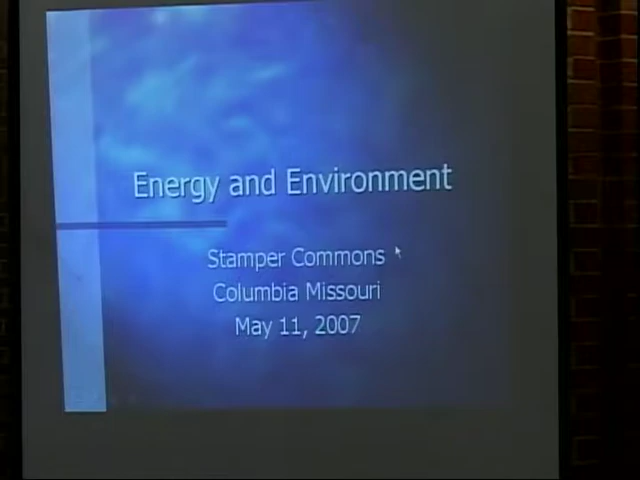 Energy and Environment
Stamper Commons
Columbia Missouri
May 11, 2007